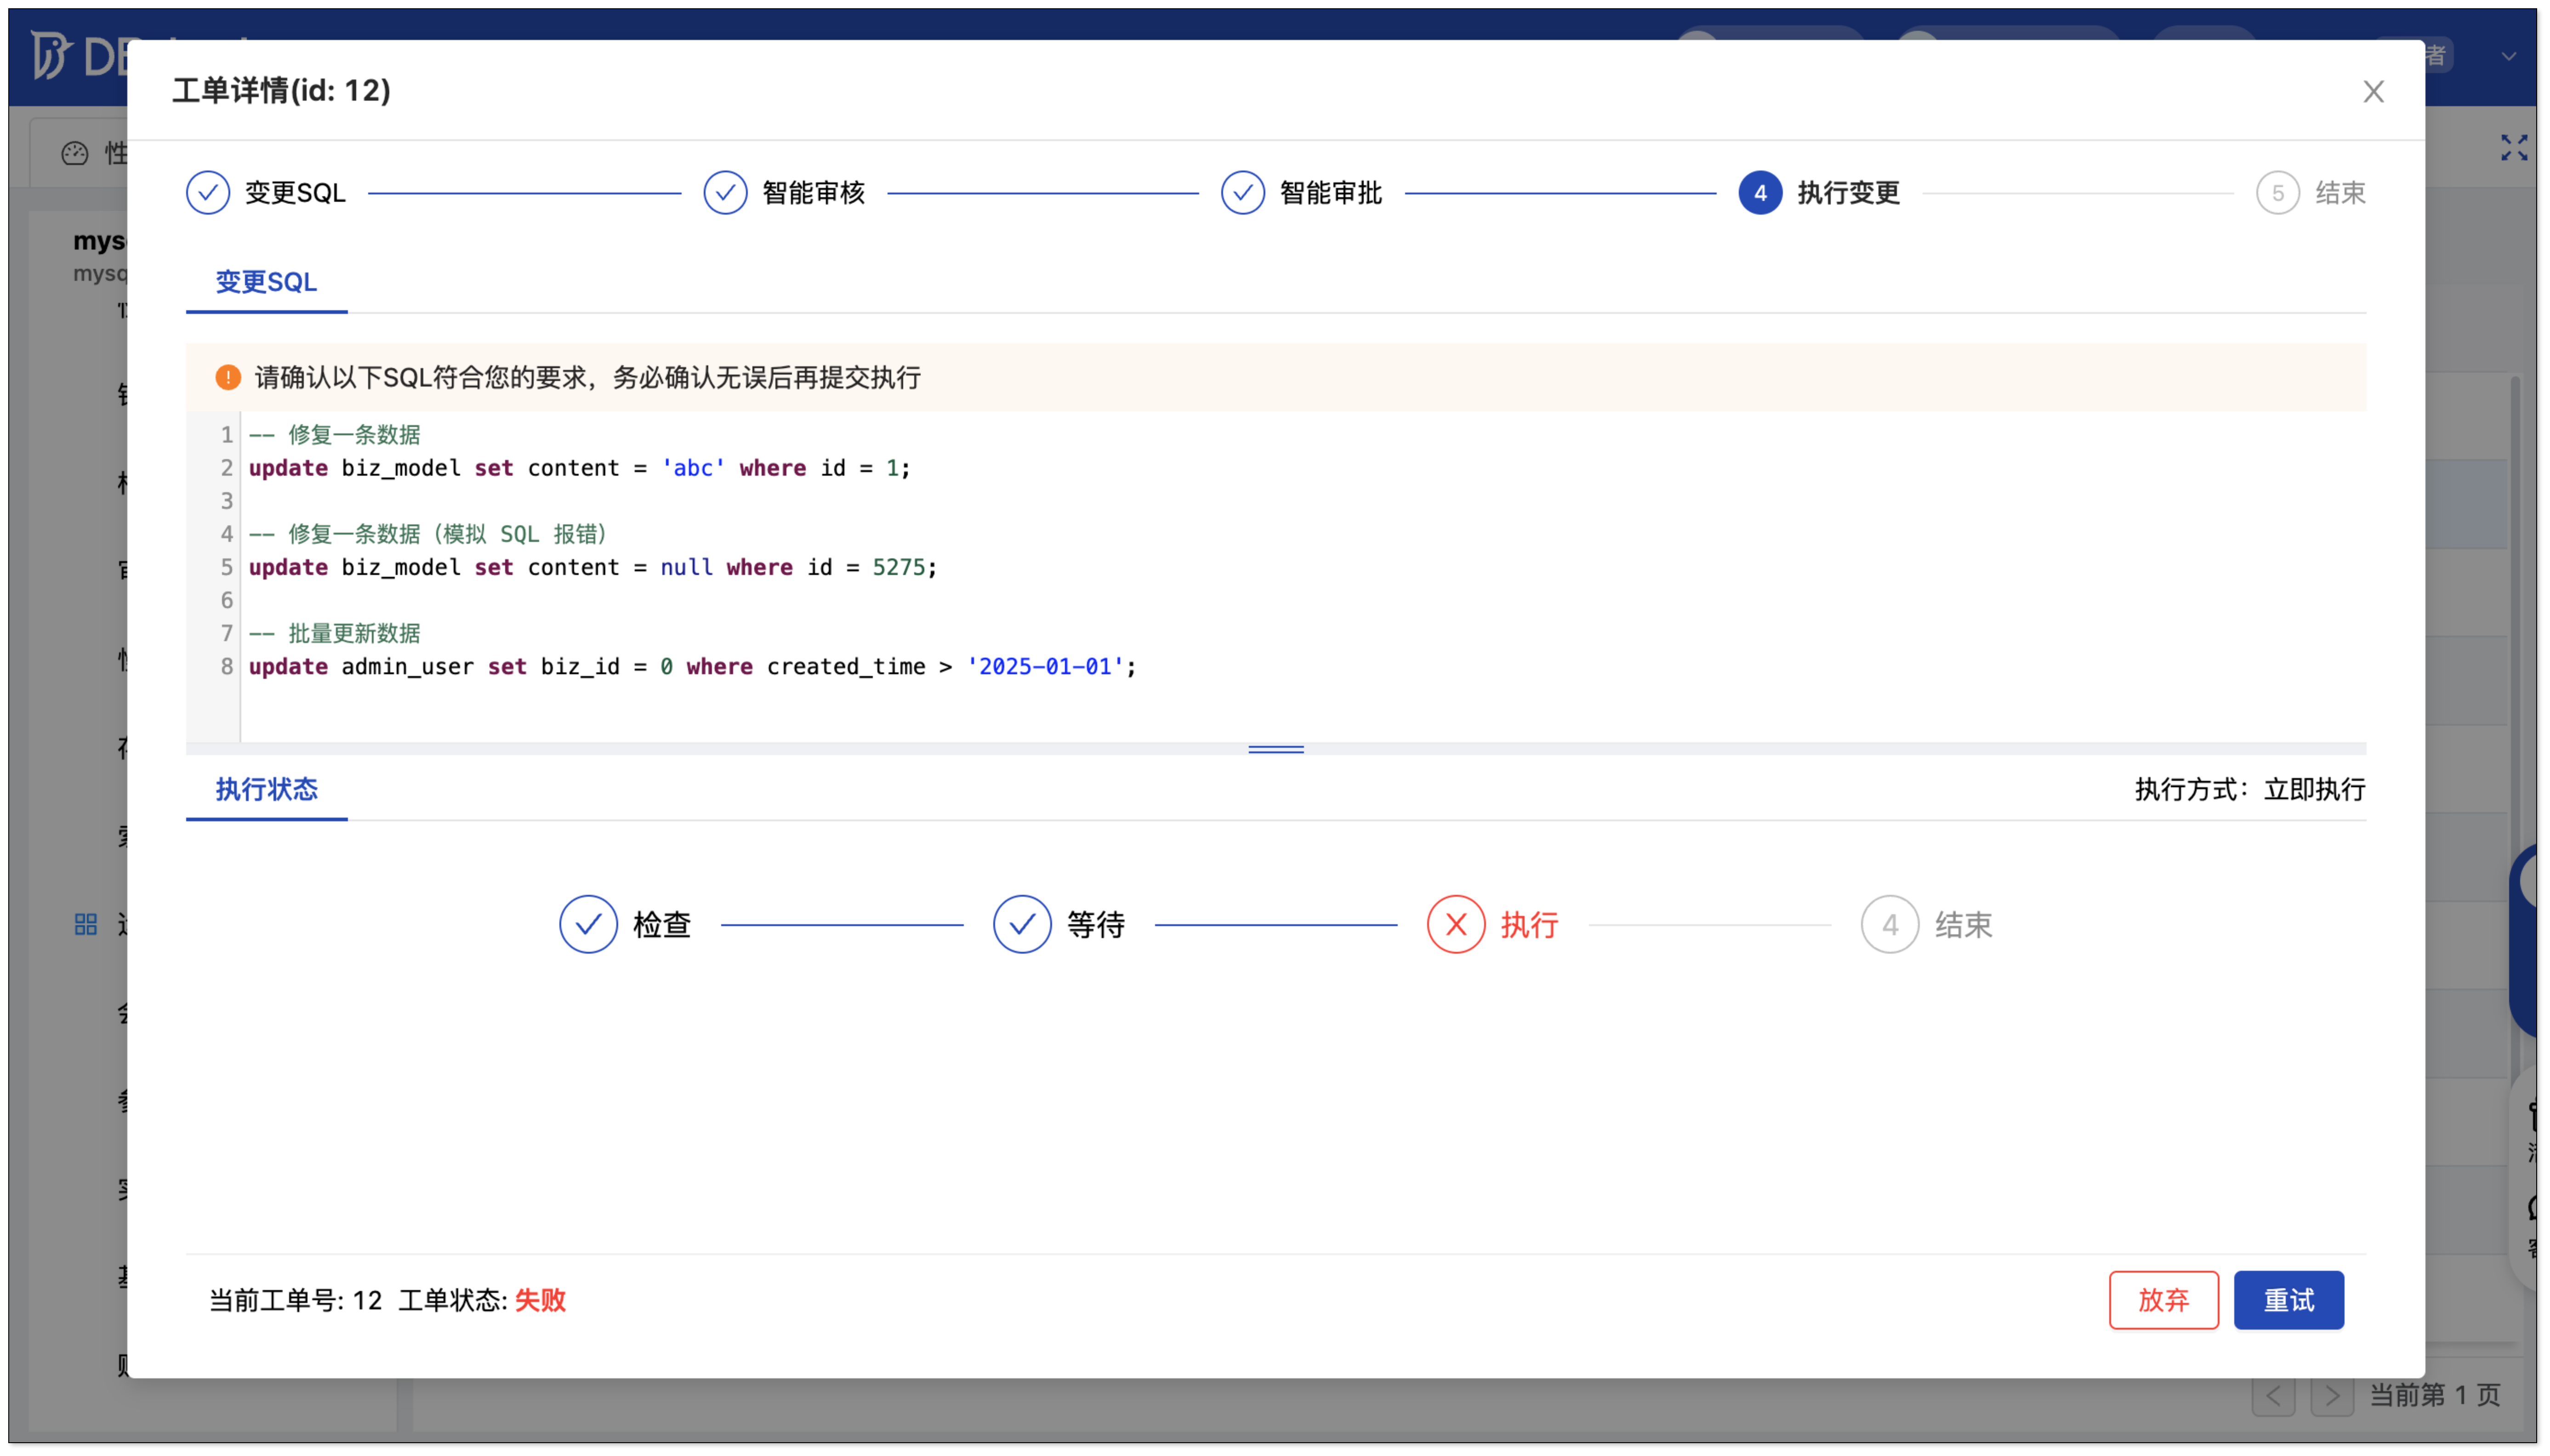 工单详情(id: 12)
变更SQL
智能审核
智能审批
4 执行变更
5 结束
变更SQL
请确认以下SQL符合您的要求，务必确认无误后再提交执行
1 -- 修复一条数据
2 update biz_model set content = 'abc' where id = 1;
3
4 -- 修复一条数据（模拟 SQL 报错）
5 update biz_model set content = null where id = 5275;
6
7 -- 批量更新数据
8 update admin_user set biz_id = 0 where created_time > '2025-01-01';
执行状态
执行方式：立即执行
检查
等待
执行
4 结束
当前工单号: 12 工单状态: 失败
放弃
重试
当前第 1 页